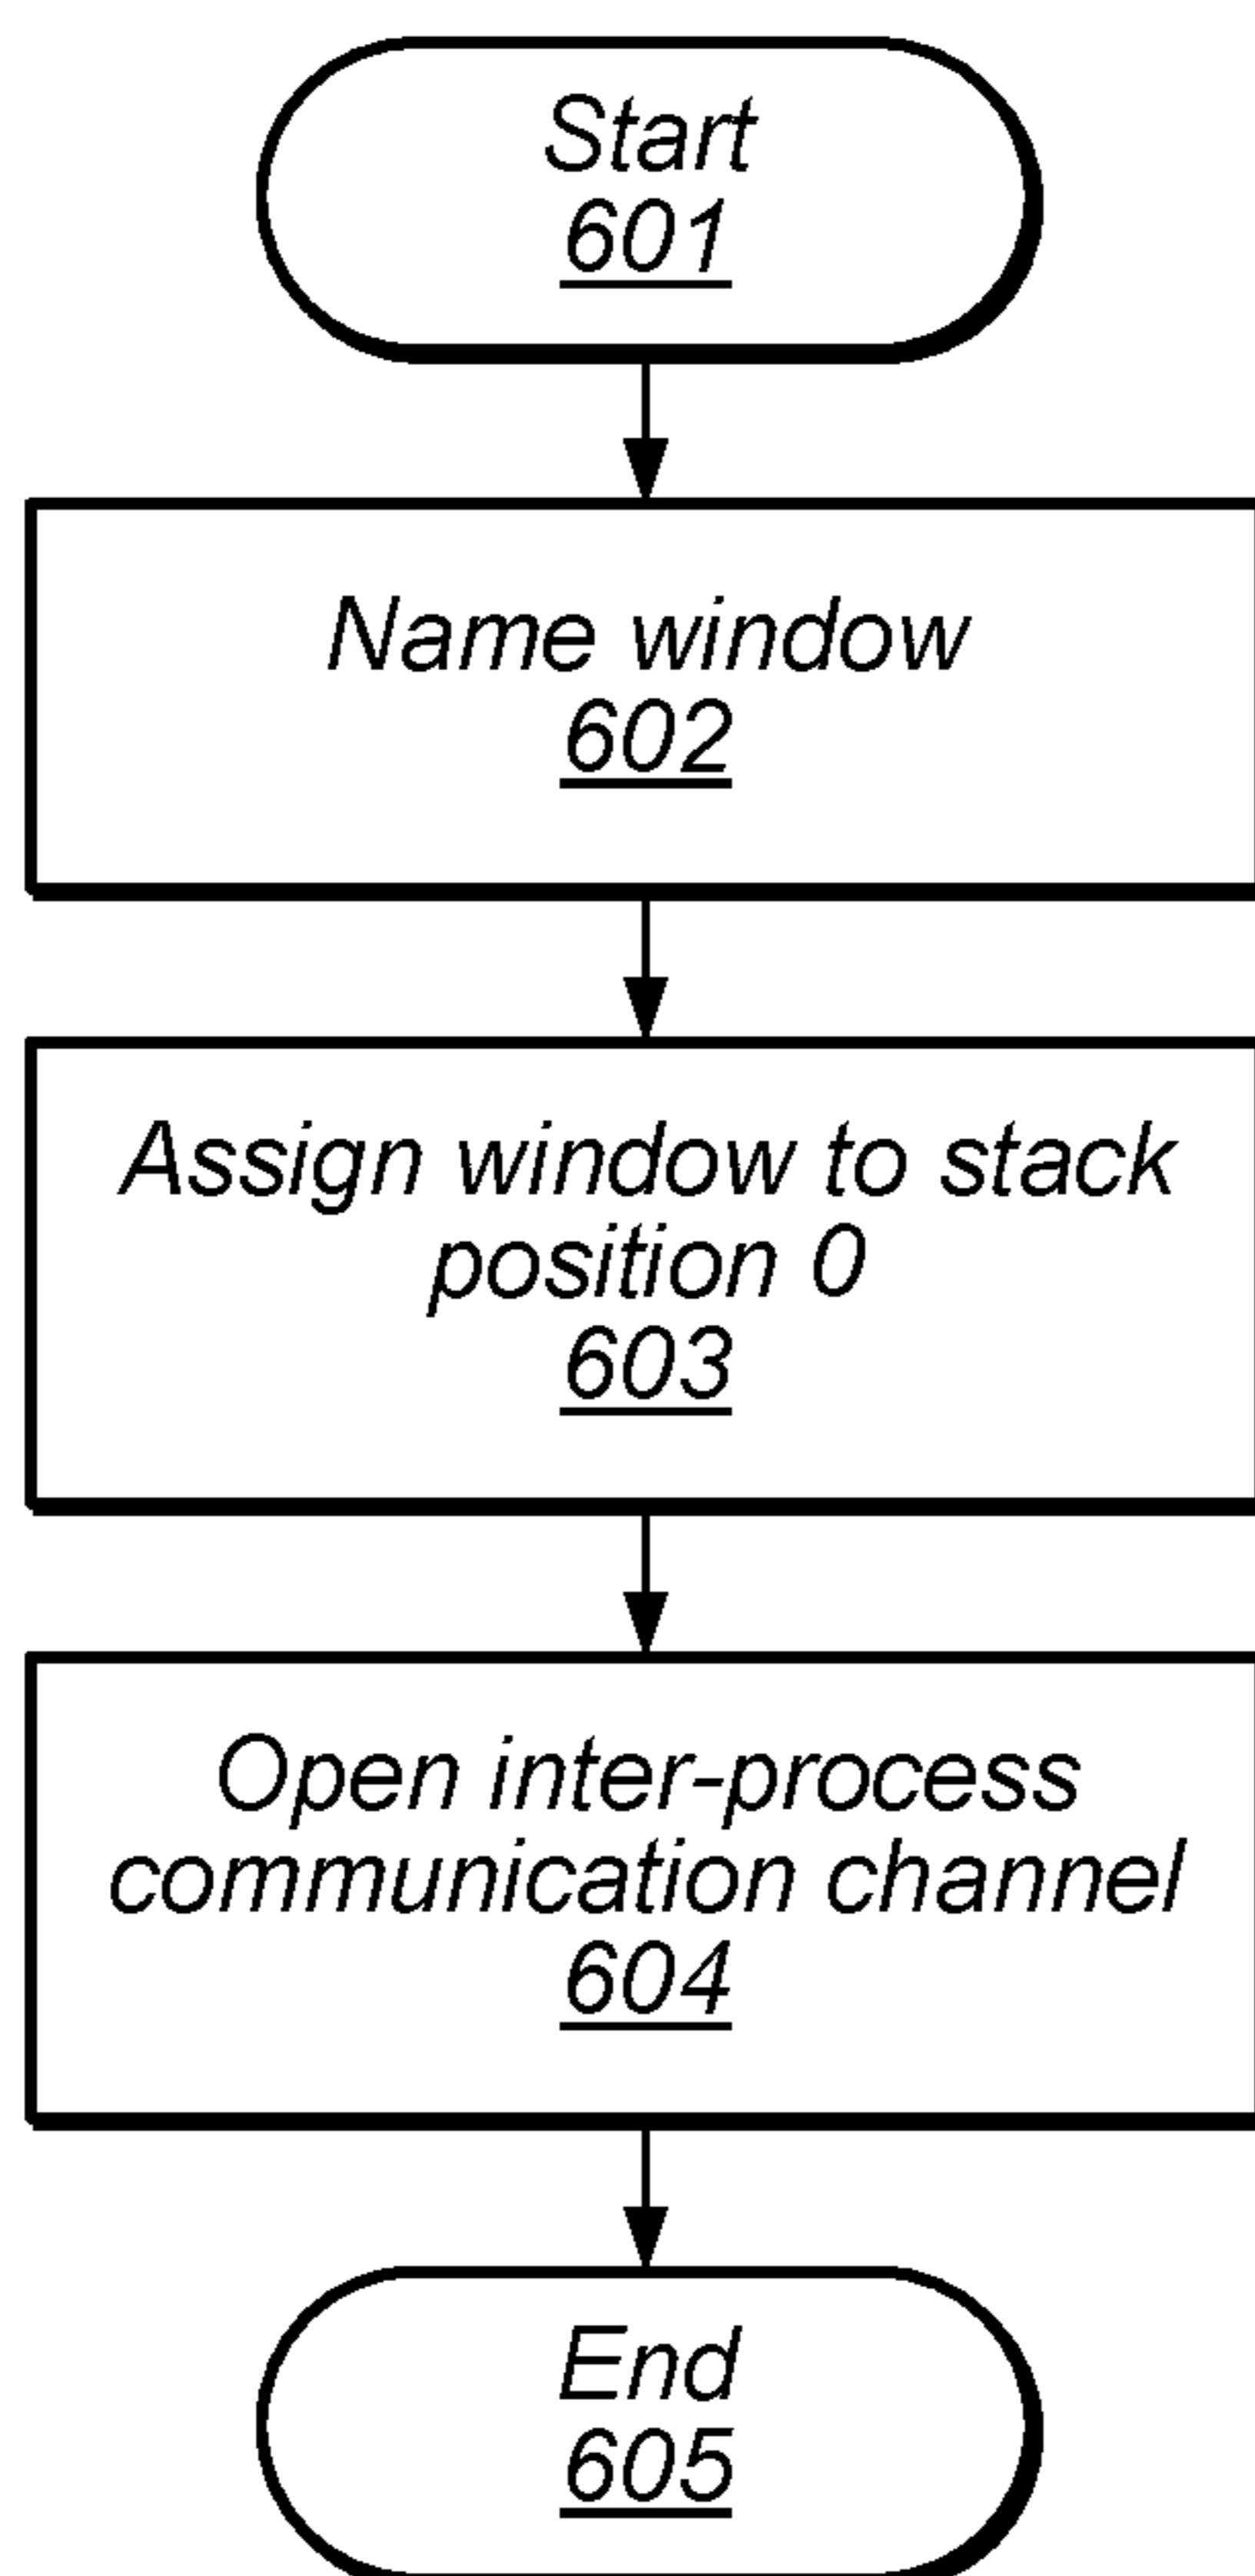 Start
601
Name window
602
Assign window to stack
position 0
603
Open inter-process
communication channel
604
End
605